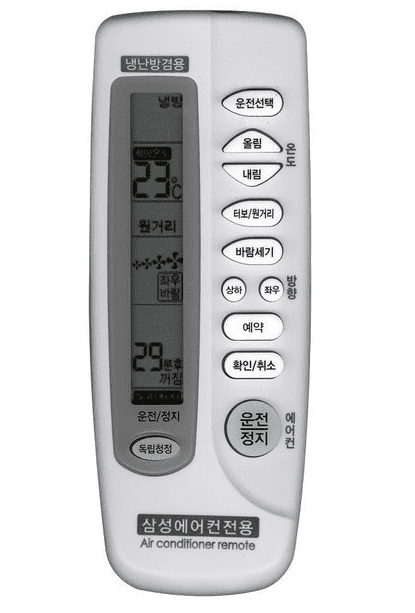 냉난방겸용
냉방
희망온도
23℃
원거리
좌우
바람
29분후
꺼짐
운전/정지
독립청정
운전선택
올림
온도
내림
터보/원거리
바람세기
상하
좌우
방향
예약
확인/취소
운전
정지
에어컨
삼성에어컨전용
Air conditioner remote